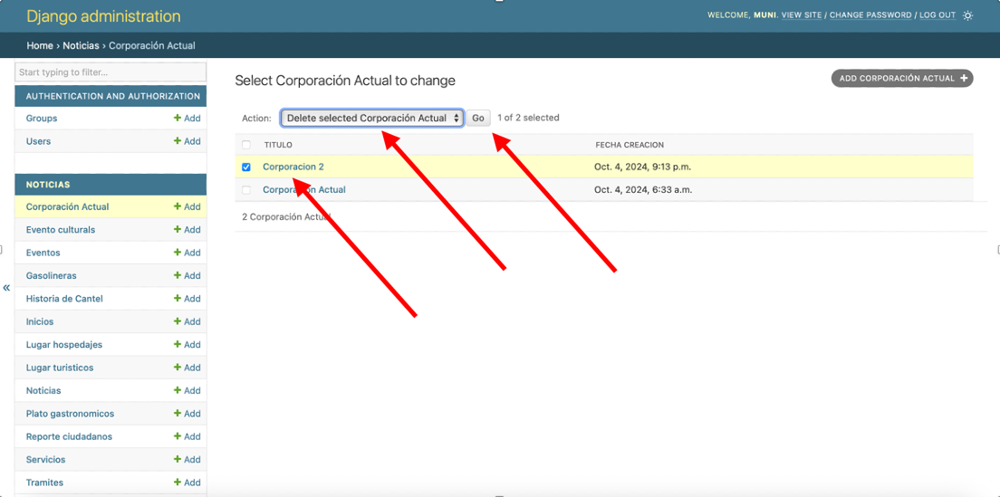 Django administration
WELCOME, MUNI. VIEW SITE / CHANGE PASSWORD / LOG OUT
Home › Noticias › Corporación Actual
Start typing to filter...
AUTHENTICATION AND AUTHORIZATION
Groups + Add
Users + Add
NOTICIAS
Corporación Actual + Add
Evento culturals + Add
Eventos + Add
Gasolineras + Add
Historia de Cantel + Add
Inicios + Add
Lugar hospedajes + Add
Lugar turisticos + Add
Noticias + Add
Plato gastronomicos + Add
Reporte ciudadanos + Add
Servicios + Add
Tramites + Add
«
Select Corporación Actual to change
ADD CORPORACIÓN ACTUAL +
Action: Delete selected Corporación Actual Go 1 of 2 selected
TITULO FECHA CREACION
Corporacion 2 Oct. 4, 2024, 9:13 p.m.
Corporación Actual Oct. 4, 2024, 6:33 a.m.
2 Corporación Actual